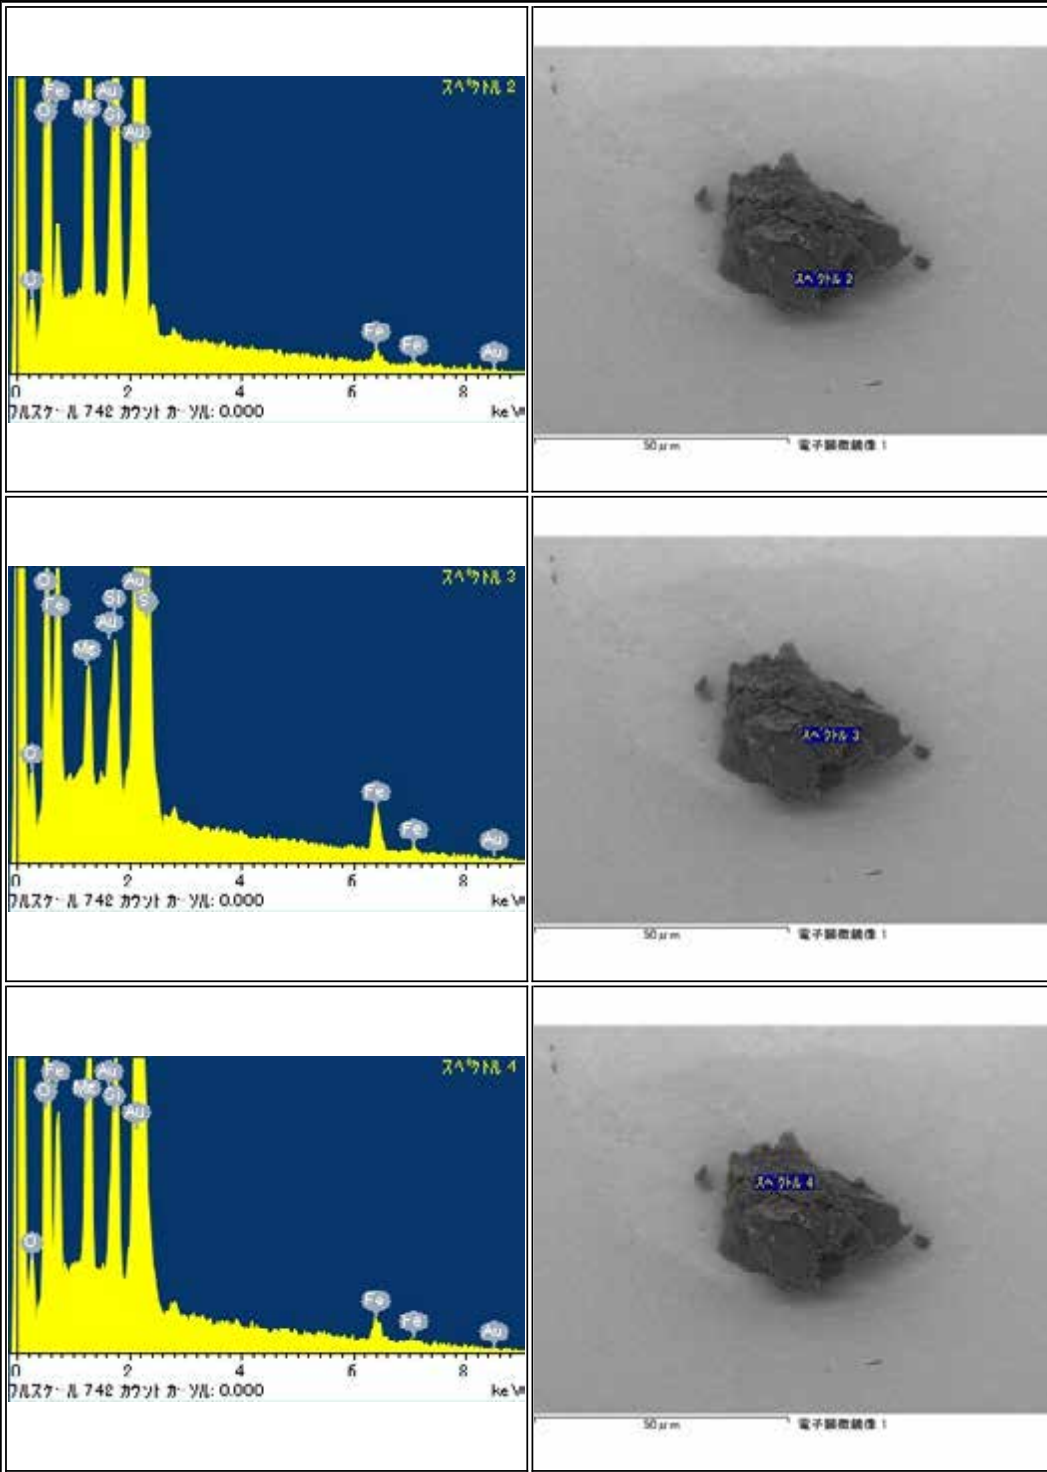 スペクトル 2
Fe Au
O Mg Si
Au
C
Fe
Fe
Au
0 2 4 6 8
フルスケール 742 カウント カーソル: 0.000 keV
スペクトル 2
50μm 電子顕微鏡像 1
スペクトル 3
O Au
Si
Fe S
Au
Mg
C
Fe
Fe
Au
0 2 4 6 8
フルスケール 742 カウント カーソル: 0.000 keV
スペクトル 3
50μm 電子顕微鏡像 1
スペクトル 4
Fe Au
O Mg Si
Au
C
Fe
Fe
Au
0 2 4 6 8
フルスケール 742 カウント カーソル: 0.000 keV
スペクトル 4
50μm 電子顕微鏡像 1